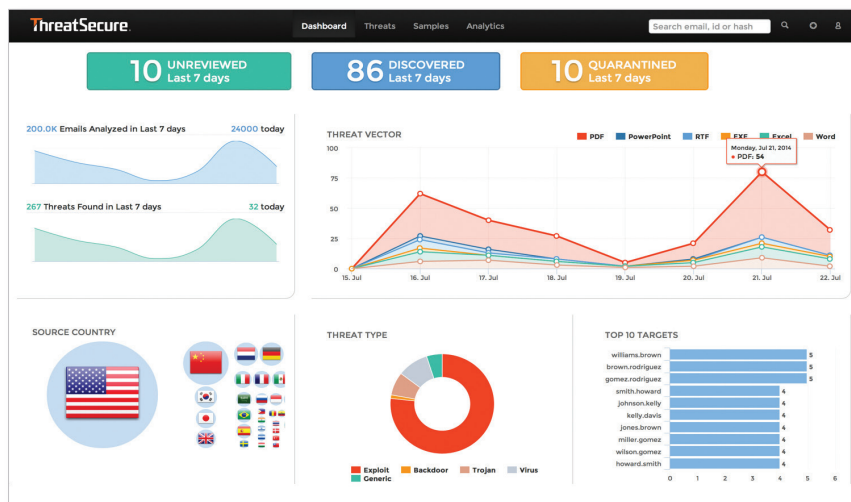 ThreatSecure.
Dashboard Threats Samples Analytics
Search email, id or hash
10 UNREVIEWED
Last 7 days
86 DISCOVERED
Last 7 days
10 QUARANTINED
Last 7 days
200.0K Emails Analyzed in Last 7 days 24000 today
267 Threats Found in Last 7 days 32 today
THREAT VECTOR
PDF PowerPoint RTF EXE Excel Word
Monday, Jul 21, 2014
PDF: 54
100
75
50
25
0
15. Jul 16. Jul 17. Jul 18. Jul 19. Jul 20. Jul 21. Jul 22. Jul
SOURCE COUNTRY
THREAT TYPE
Exploit Backdoor Trojan Virus
Generic
TOP 10 TARGETS
williams.brown 5
brown.rodriguez 5
gomez.rodriguez 5
smith.howard 4
johnson.kelly 4
kelly.davis 4
jones.brown 4
miller.gomez 4
wilson.gomez 4
howard.smith 4
0 1 2 3 4 5 6